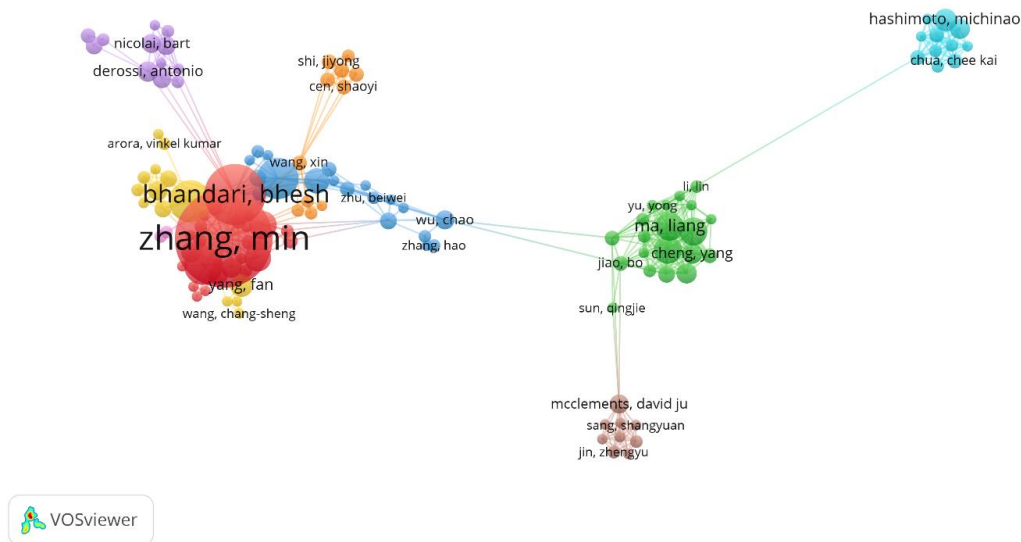 hashimoto, michinao
nicolai, bart
shi, jiyong
chua, chee kai
derossi, antonio
cen, shaoyi
arora, vinkel kumar
wang, xin
bhandari, bhesh
zhu, beiwei
li, lin
yu, yong
wu, chao
ma, liang
zhang, min
zhang, hao
cheng, yang
jiao, bo
yang, fan
wang, chang-sheng
sun, qingjie
mcclements, david ju
sang, shangyuan
jin, zhengyu
VOSviewer